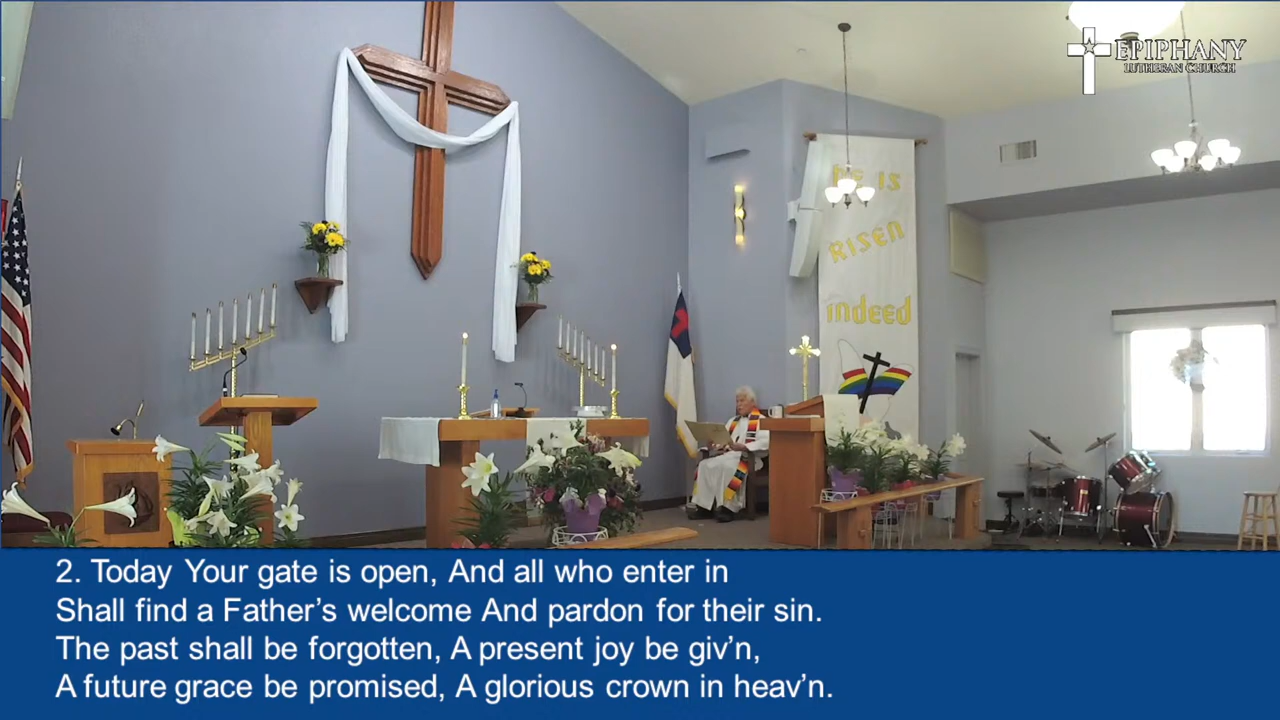 EPIPHANY
LUTHERAN CHURCH
He is
RISEN
indeed
2. Today Your gate is open, And all who enter in
Shall find a Father’s welcome And pardon for their sin.
The past shall be forgotten, A present joy be giv’n,
A future grace be promised, A glorious crown in heav’n.